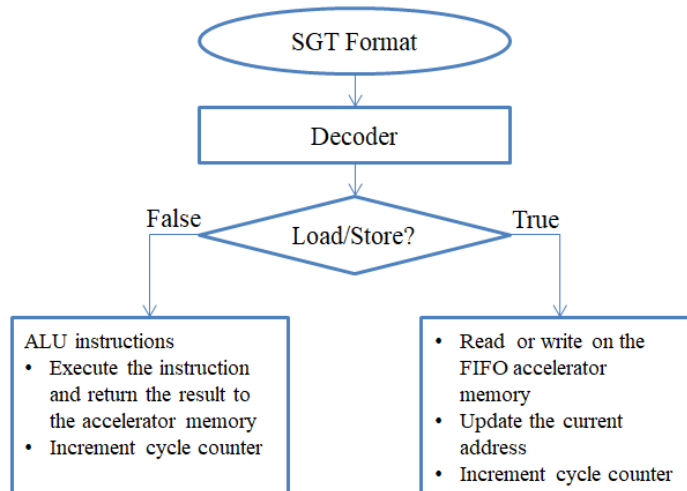 SGT Format
Decoder
False
True
Load/Store?
ALU instructions
• Execute the instruction
and return the result to
the accelerator memory
• Increment cycle counter
• Read or write on the
FIFO accelerator
memory
• Update the current
address
• Increment cycle counter